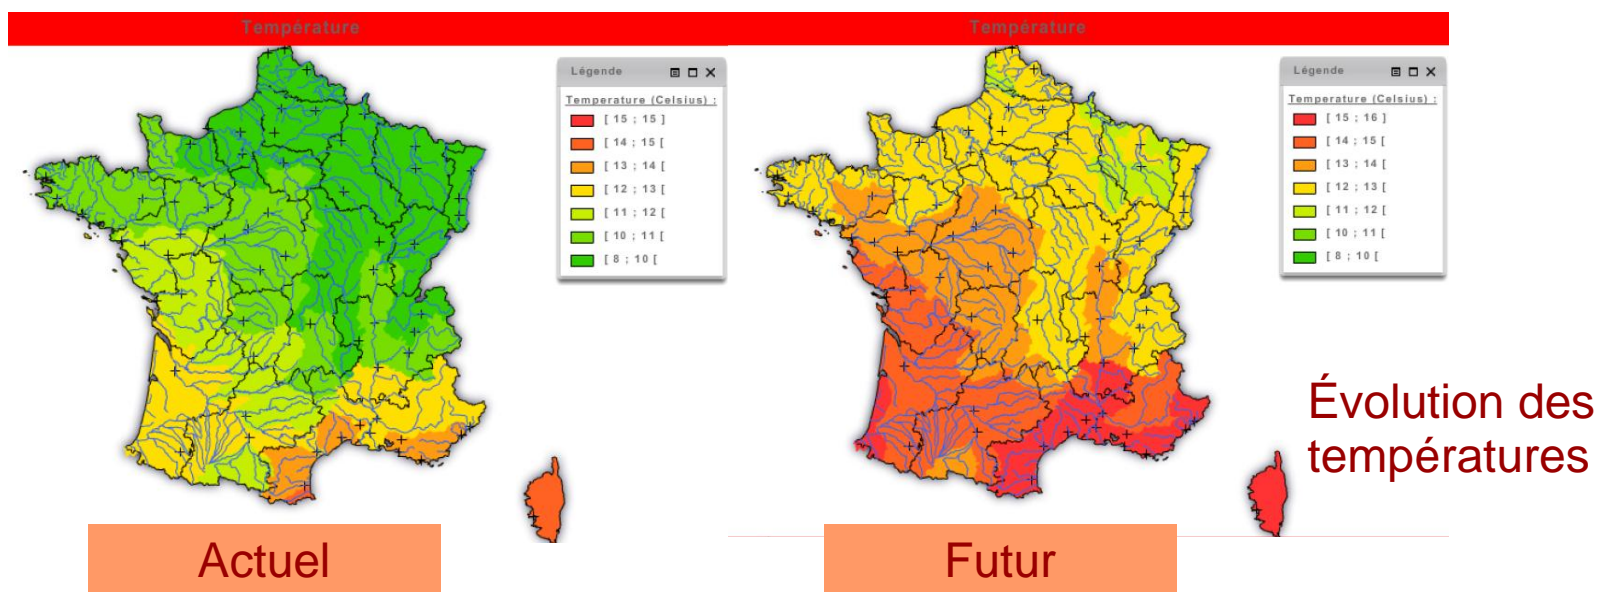 Température
Légende
Temperature (Celsius) :
[ 15 ; 15 ]
[ 14 ; 15 [
[ 13 ; 14 [
[ 12 ; 13 [
[ 11 ; 12 [
[ 10 ; 11 [
[ 8 ; 10 [
Actuel
Température
Légende
Temperature (Celsius) :
[ 15 ; 16 ]
[ 14 ; 15 [
[ 13 ; 14 [
[ 12 ; 13 [
[ 11 ; 12 [
[ 10 ; 11 [
[ 8 ; 10 [
Futur
Évolution des
températures